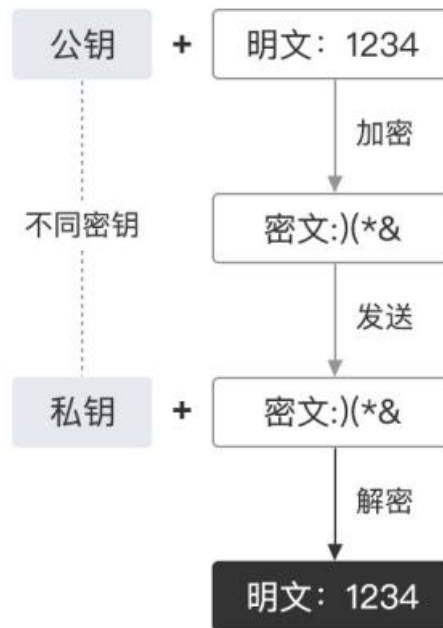 公钥 + 明文：1234
加密
不同密钥
密文:)(*&
发送
私钥 + 密文:)(*&
解密
明文：1234